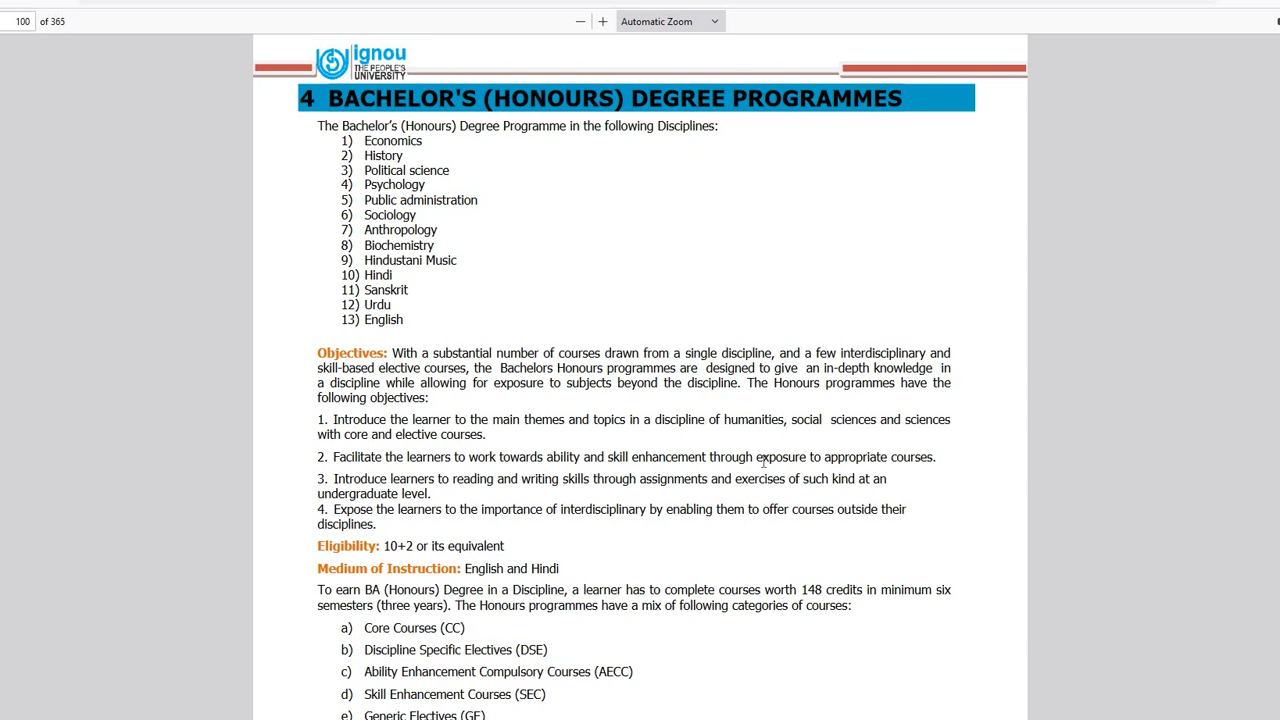 100 of 365
Automatic Zoom
ignou
THE PEOPLE'S
UNIVERSITY
4 BACHELOR'S (HONOURS) DEGREE PROGRAMMES
The Bachelor's (Honours) Degree Programme in the following Disciplines:
1) Economics
2) History
3) Political science
4) Psychology
5) Public administration
6) Sociology
7) Anthropology
8) Biochemistry
9) Hindustani Music
10) Hindi
11) Sanskrit
12) Urdu
13) English
Objectives: With a substantial number of courses drawn from a single discipline, and a few interdisciplinary and
skill-based elective courses, the Bachelors Honours programmes are designed to give an in-depth knowledge in
a discipline while allowing for exposure to subjects beyond the discipline. The Honours programmes have the
following objectives:
1. Introduce the learner to the main themes and topics in a discipline of humanities, social sciences and sciences
with core and elective courses.
2. Facilitate the learners to work towards ability and skill enhancement through exposure to appropriate courses.
3. Introduce learners to reading and writing skills through assignments and exercises of such kind at an
undergraduate level.
4. Expose the learners to the importance of interdisciplinary by enabling them to offer courses outside their
disciplines.
Eligibility: 10+2 or its equivalent
Medium of Instruction: English and Hindi
To earn BA (Honours) Degree in a Discipline, a learner has to complete courses worth 148 credits in minimum six
semesters (three years). The Honours programmes have a mix of following categories of courses:
a) Core Courses (CC)
b) Discipline Specific Electives (DSE)
c) Ability Enhancement Compulsory Courses (AECC)
d) Skill Enhancement Courses (SEC)
e) Generic Electives (GE)